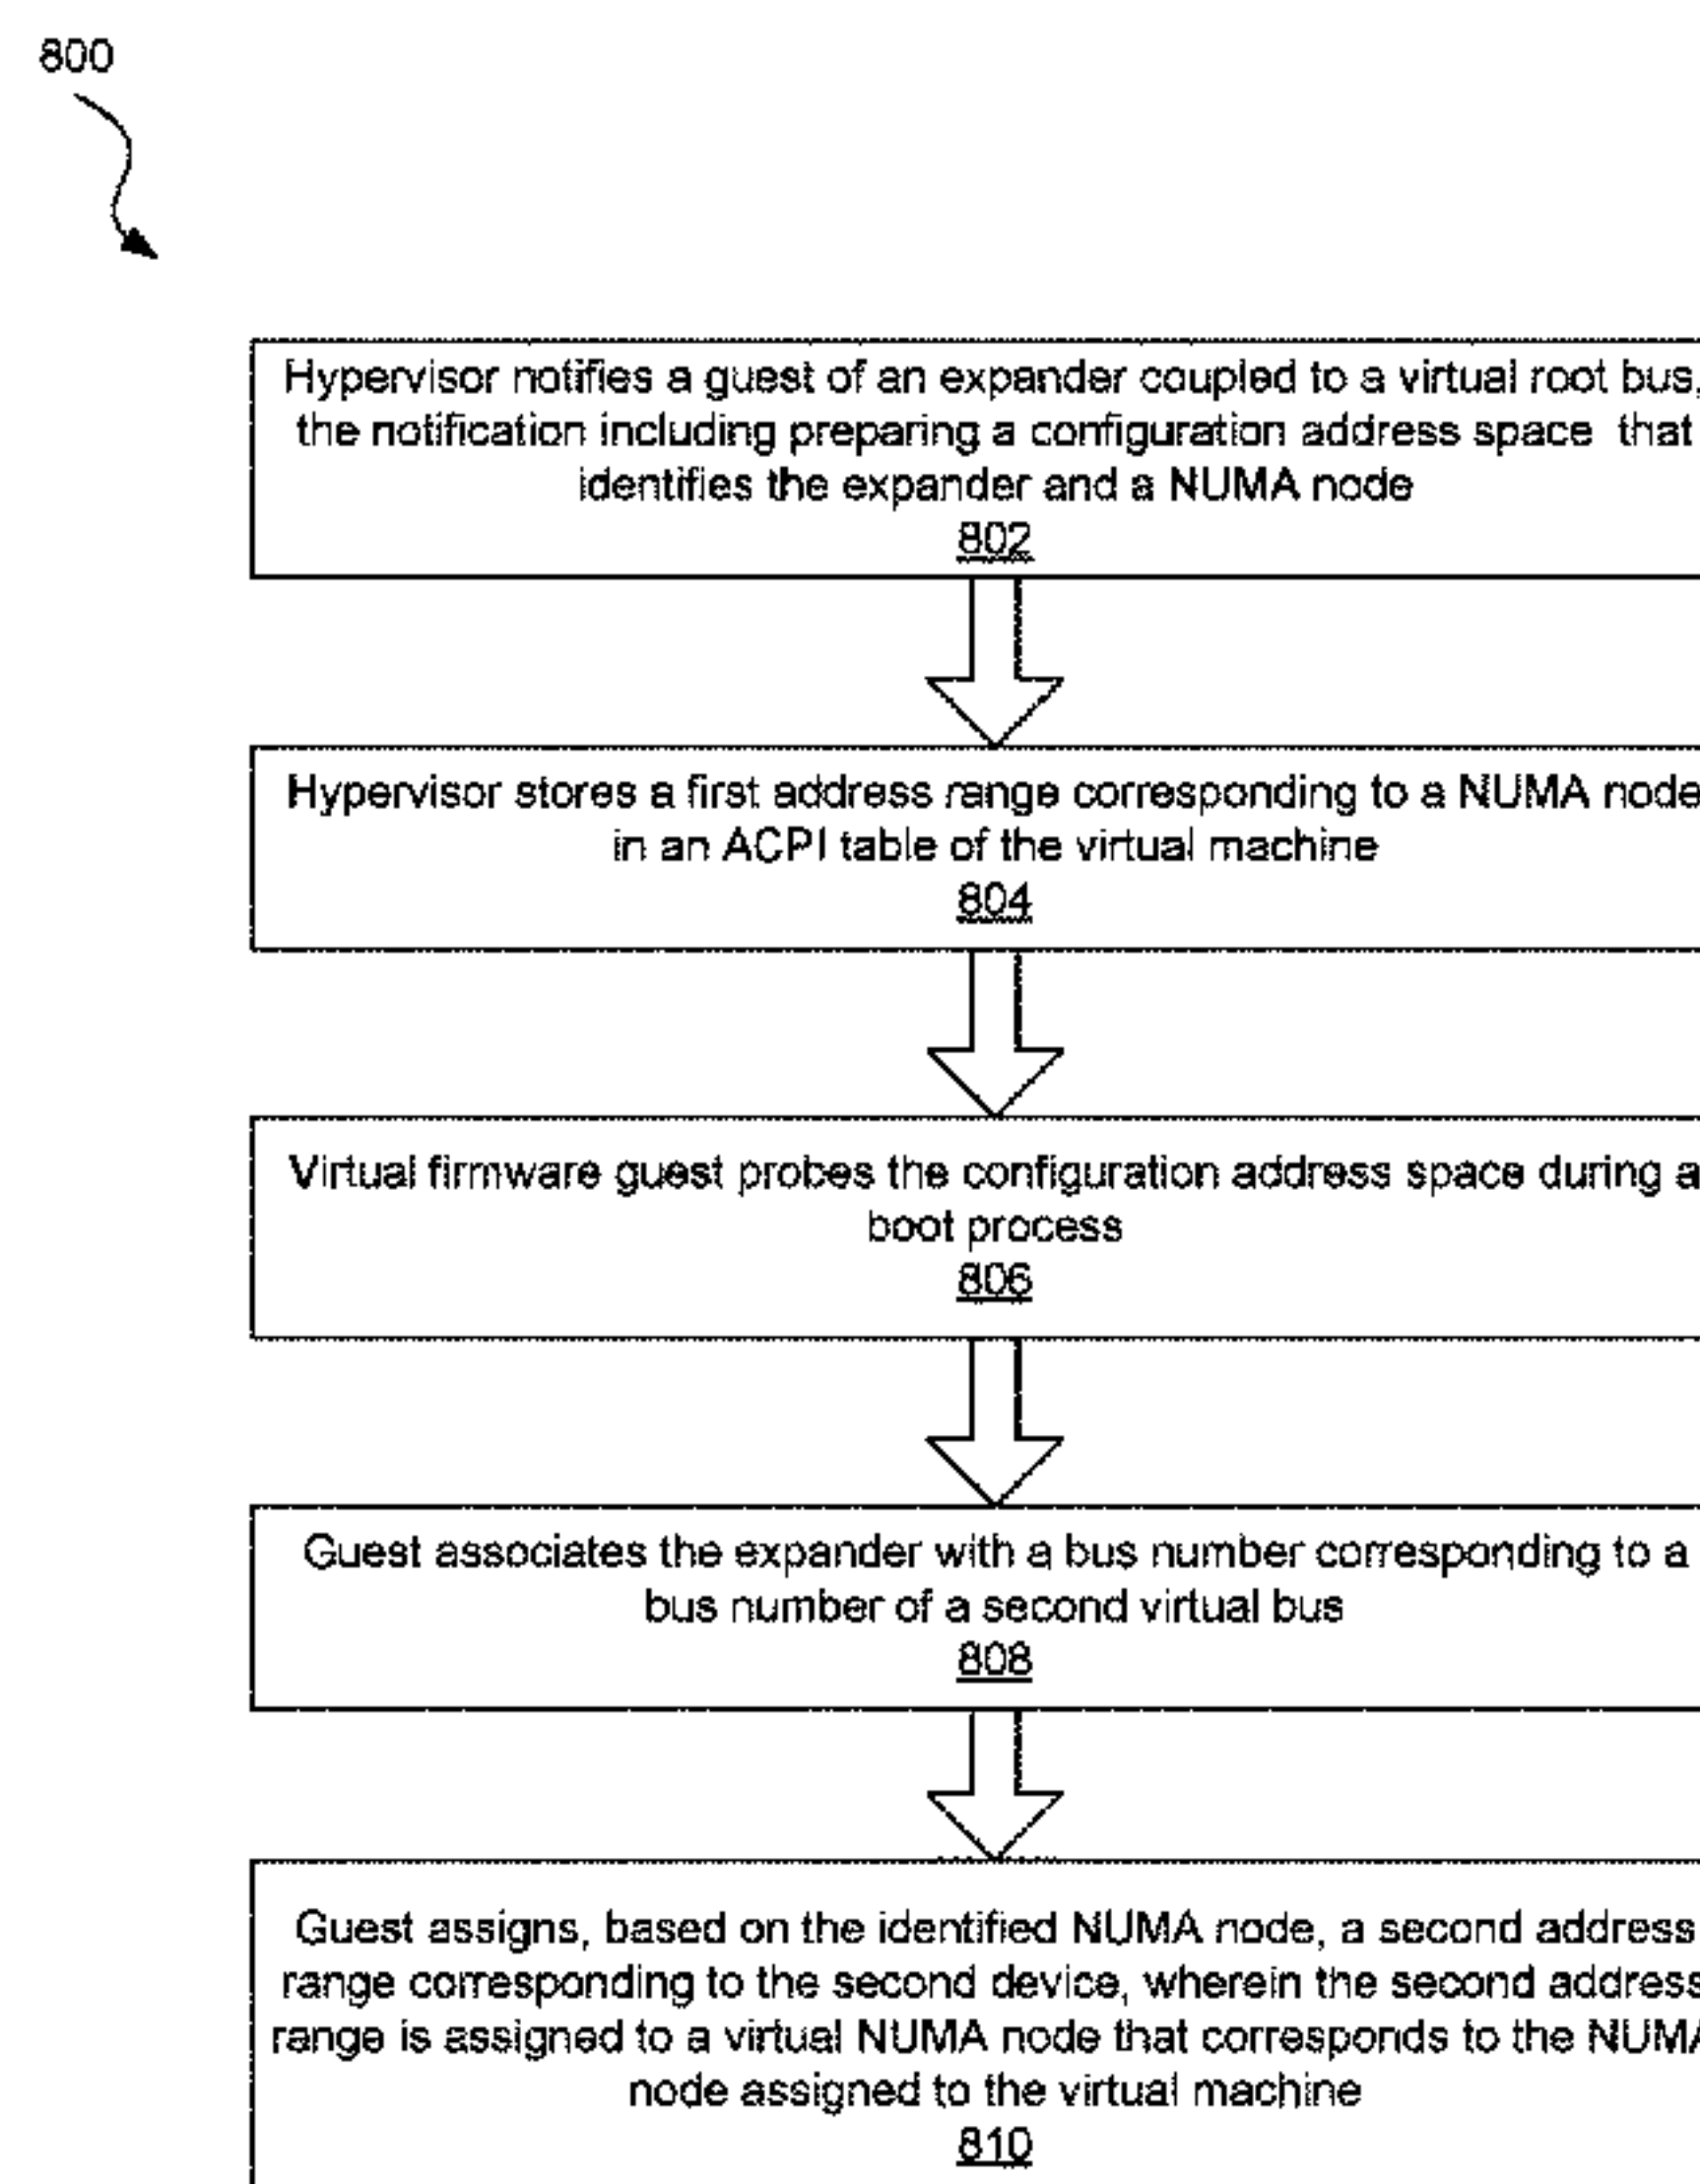 800
Hypervisor notifies a guest of an expander coupled to a virtual root bus,
the notification including preparing a configuration address space that
identifies the expander and a NUMA node
802
Hypervisor stores a first address range corresponding to a NUMA node
in an ACPI table of the virtual machine
804
Virtual firmware guest probes the configuration address space during a
boot process
806
Guest associates the expander with a bus number corresponding to a
bus number of a second virtual bus
808
Guest assigns, based on the identified NUMA node, a second address
range corresponding to the second device, wherein the second address
range is assigned to a virtual NUMA node that corresponds to the NUMA
node assigned to the virtual machine
810